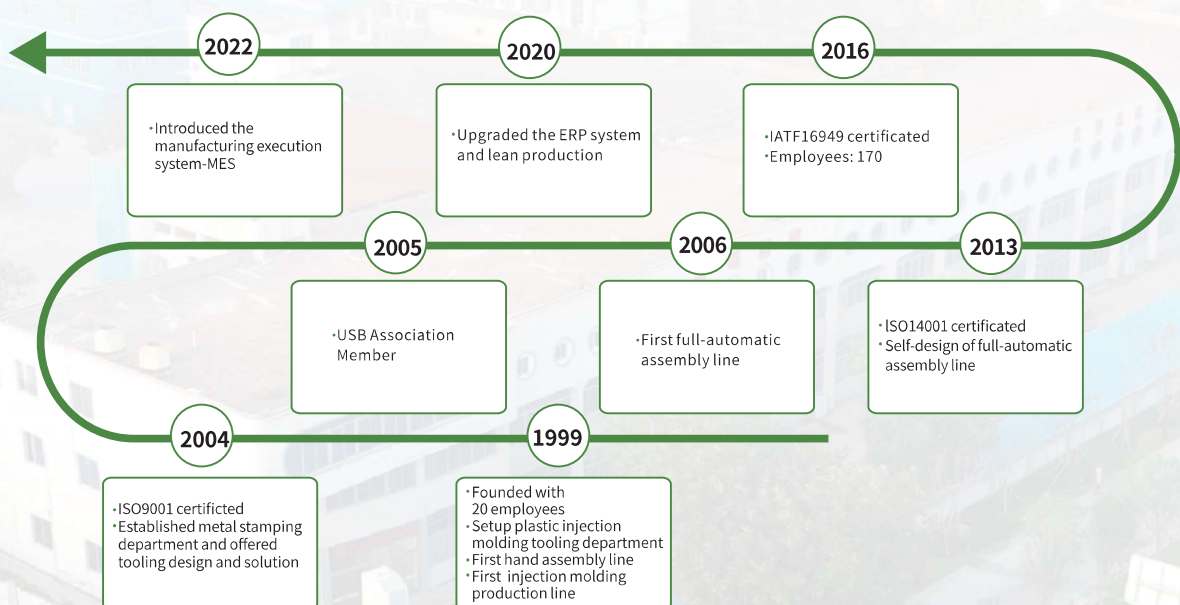 2022
2020
2016
·Introduced the
manufacturing execution
system-MES
·Upgraded the ERP system
and lean production
·IATF16949 certificated
·Employees: 170
2005
2006
2013
·USB Association
Member
·First full-automatic
assembly line
·ISO14001 certificated
·Self-design of full-automatic
assembly line
2004
1999
·ISO9001 certificted
·Established metal stamping
department and offered
tooling design and solution
·Founded with
20 employees
·Setup plastic injection
molding tooling department
·First hand assembly line
·First injection molding
production line